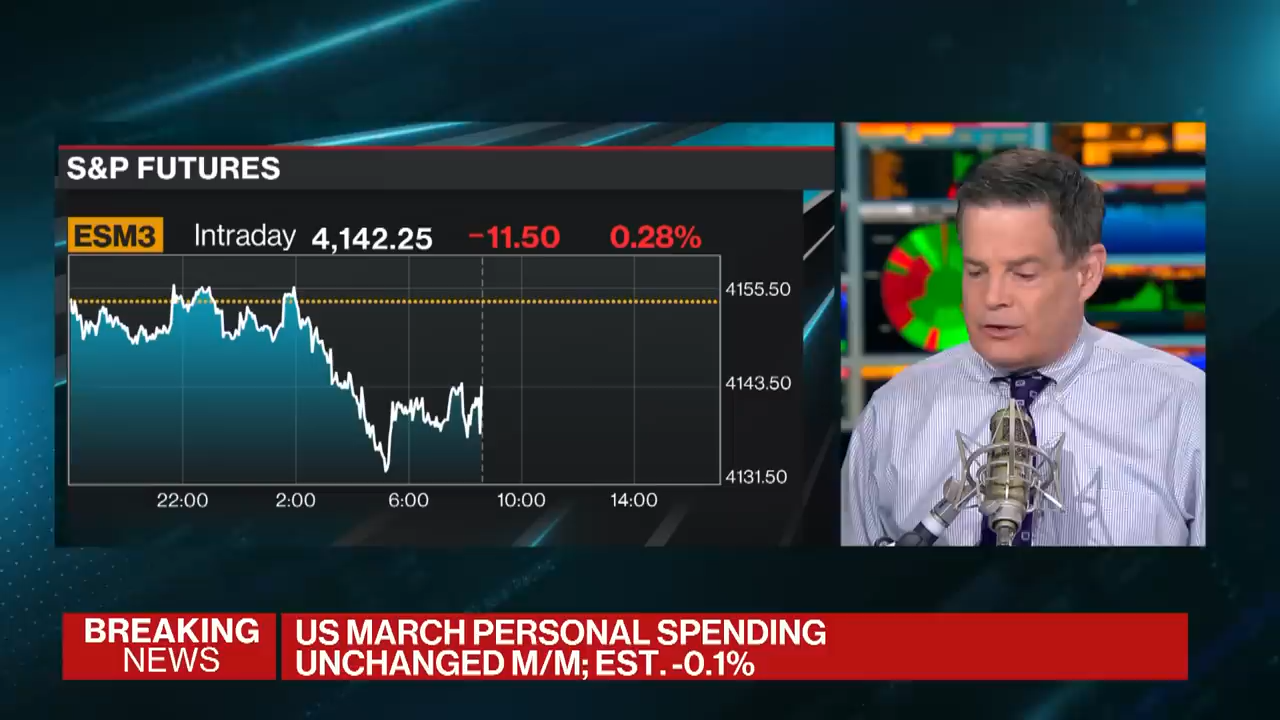 S&P FUTURES
ESM3 Intraday 4,142.25 -11.50 0.28%
4155.50
4143.50
4131.50
22:00 2:00 6:00 10:00 14:00
BREAKING NEWS
US MARCH PERSONAL SPENDING
UNCHANGED M/M; EST. -0.1%